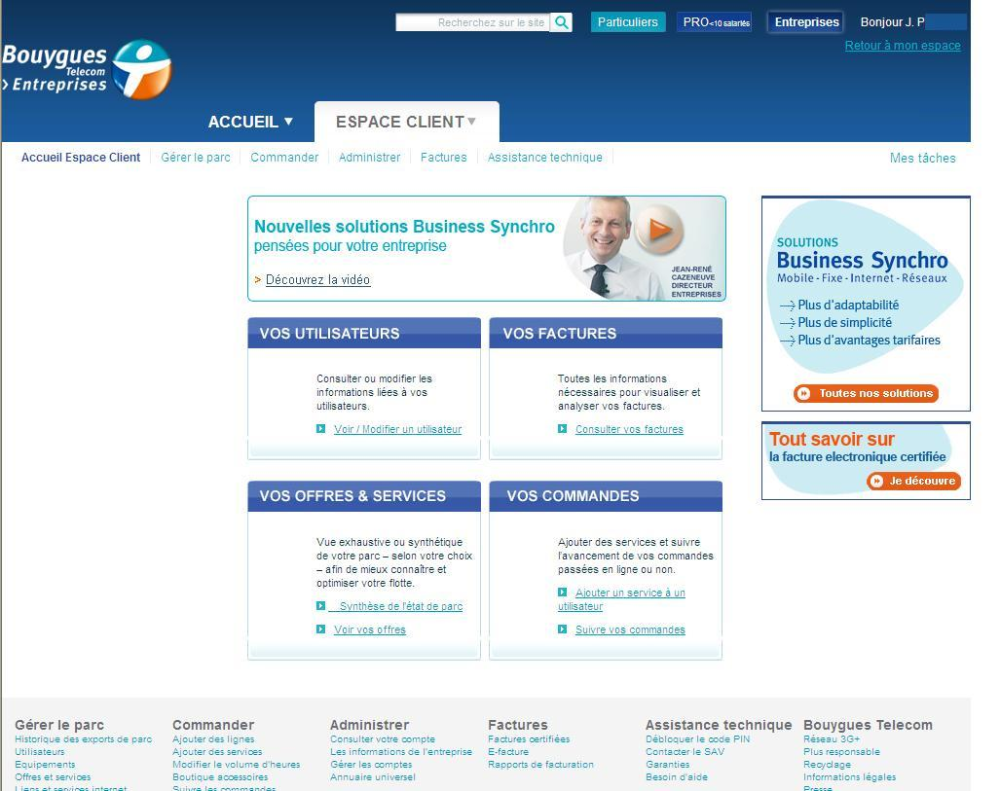 Recherchez sur le site
Particuliers
PRO<10 salariés
Entreprises
Bonjour J. P
Retour à mon espace
Bouygues
Telecom
> Entreprises
ACCUEIL
ESPACE CLIENT
Accueil Espace Client
Gérer le parc
Commander
Administrer
Factures
Assistance technique
Mes tâches
Nouvelles solutions Business Synchro
pensées pour votre entreprise
> Découvrez la vidéo
JEAN-RENÉ
CAZENEUVE
DIRECTEUR
ENTREPRISES
SOLUTIONS
Business Synchro
Mobile - Fixe - Internet - Réseaux
Plus d'adaptabilité
Plus de simplicité
Plus d'avantages tarifaires
Toutes nos solutions
Tout savoir sur
la facture electronique certifiée
Je découvre
VOS UTILISATEURS
Consulter ou modifier les
informations liées à vos
utilisateurs.
Voir / Modifier un utilisateur
VOS FACTURES
Toutes les informations
nécessaires pour visualiser et
analyser vos factures.
Consulter vos factures
VOS OFFRES & SERVICES
Vue exhaustive ou synthétique
de votre parc – selon votre choix
– afin de mieux connaître et
optimiser votre flotte.
Synthèse de l'état de parc
Voir vos offres
VOS COMMANDES
Ajouter des services et suivre
l'avancement de vos commandes
passées en ligne ou non.
Ajouter un service à un
utilisateur
Suivre vos commandes
Gérer le parc
Historique des exports de parc
Utilisateurs
Equipements
Offres et services
Liens et services internet
Commander
Ajouter des lignes
Ajouter des services
Modifier le volume d'heures
Boutique accessoires
Suivre les commandes
Administrer
Consulter votre compte
Les informations de l'entreprise
Gérer les comptes
Annuaire universel
Factures
Factures certifiées
E-facture
Rapports de facturation
Assistance technique
Débloquer le code PIN
Contacter le SAV
Garanties
Besoin d'aide
Bouygues Telecom
Réseau 3G+
Plus responsable
Recyclage
Informations légales
Presse